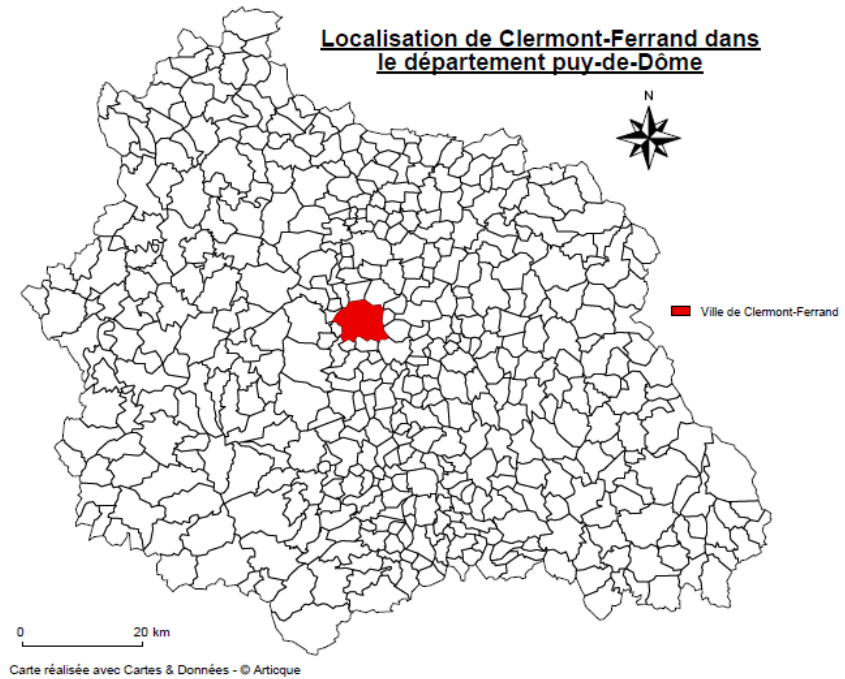 Localisation de Clermont-Ferrand dans
le département puy-de-Dôme
N
Ville de Clermont-Ferrand
0 20 km
Carte réalisée avec Cartes & Données - © Articque